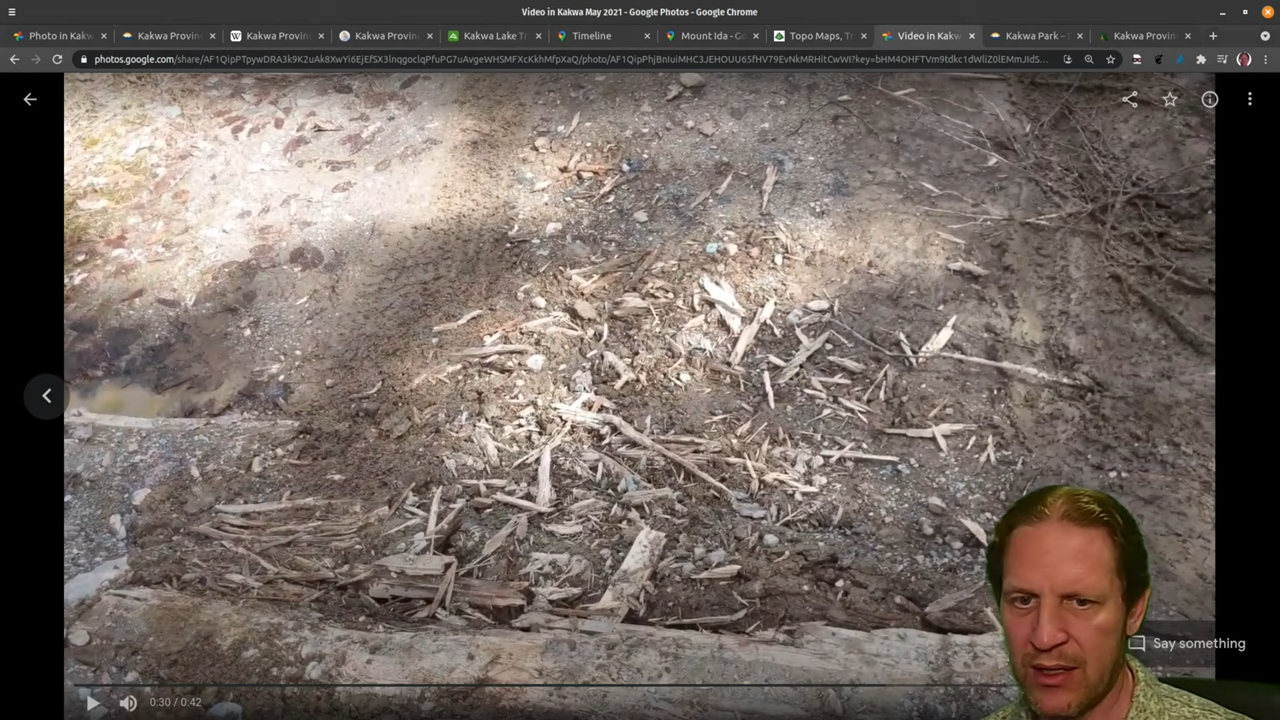 Video in Kakwa May 2021 - Google Photos - Google Chrome
Photo in Kakw
Kakwa Provin
Kakwa Provin
Kakwa Provin
Kakwa Lake Tr
Timeline
Mount Ida - Go
Topo Maps, Th
Video in Kakw
Kakwa Park –
Kakwa Provin
Say something
0:30 / 0:42